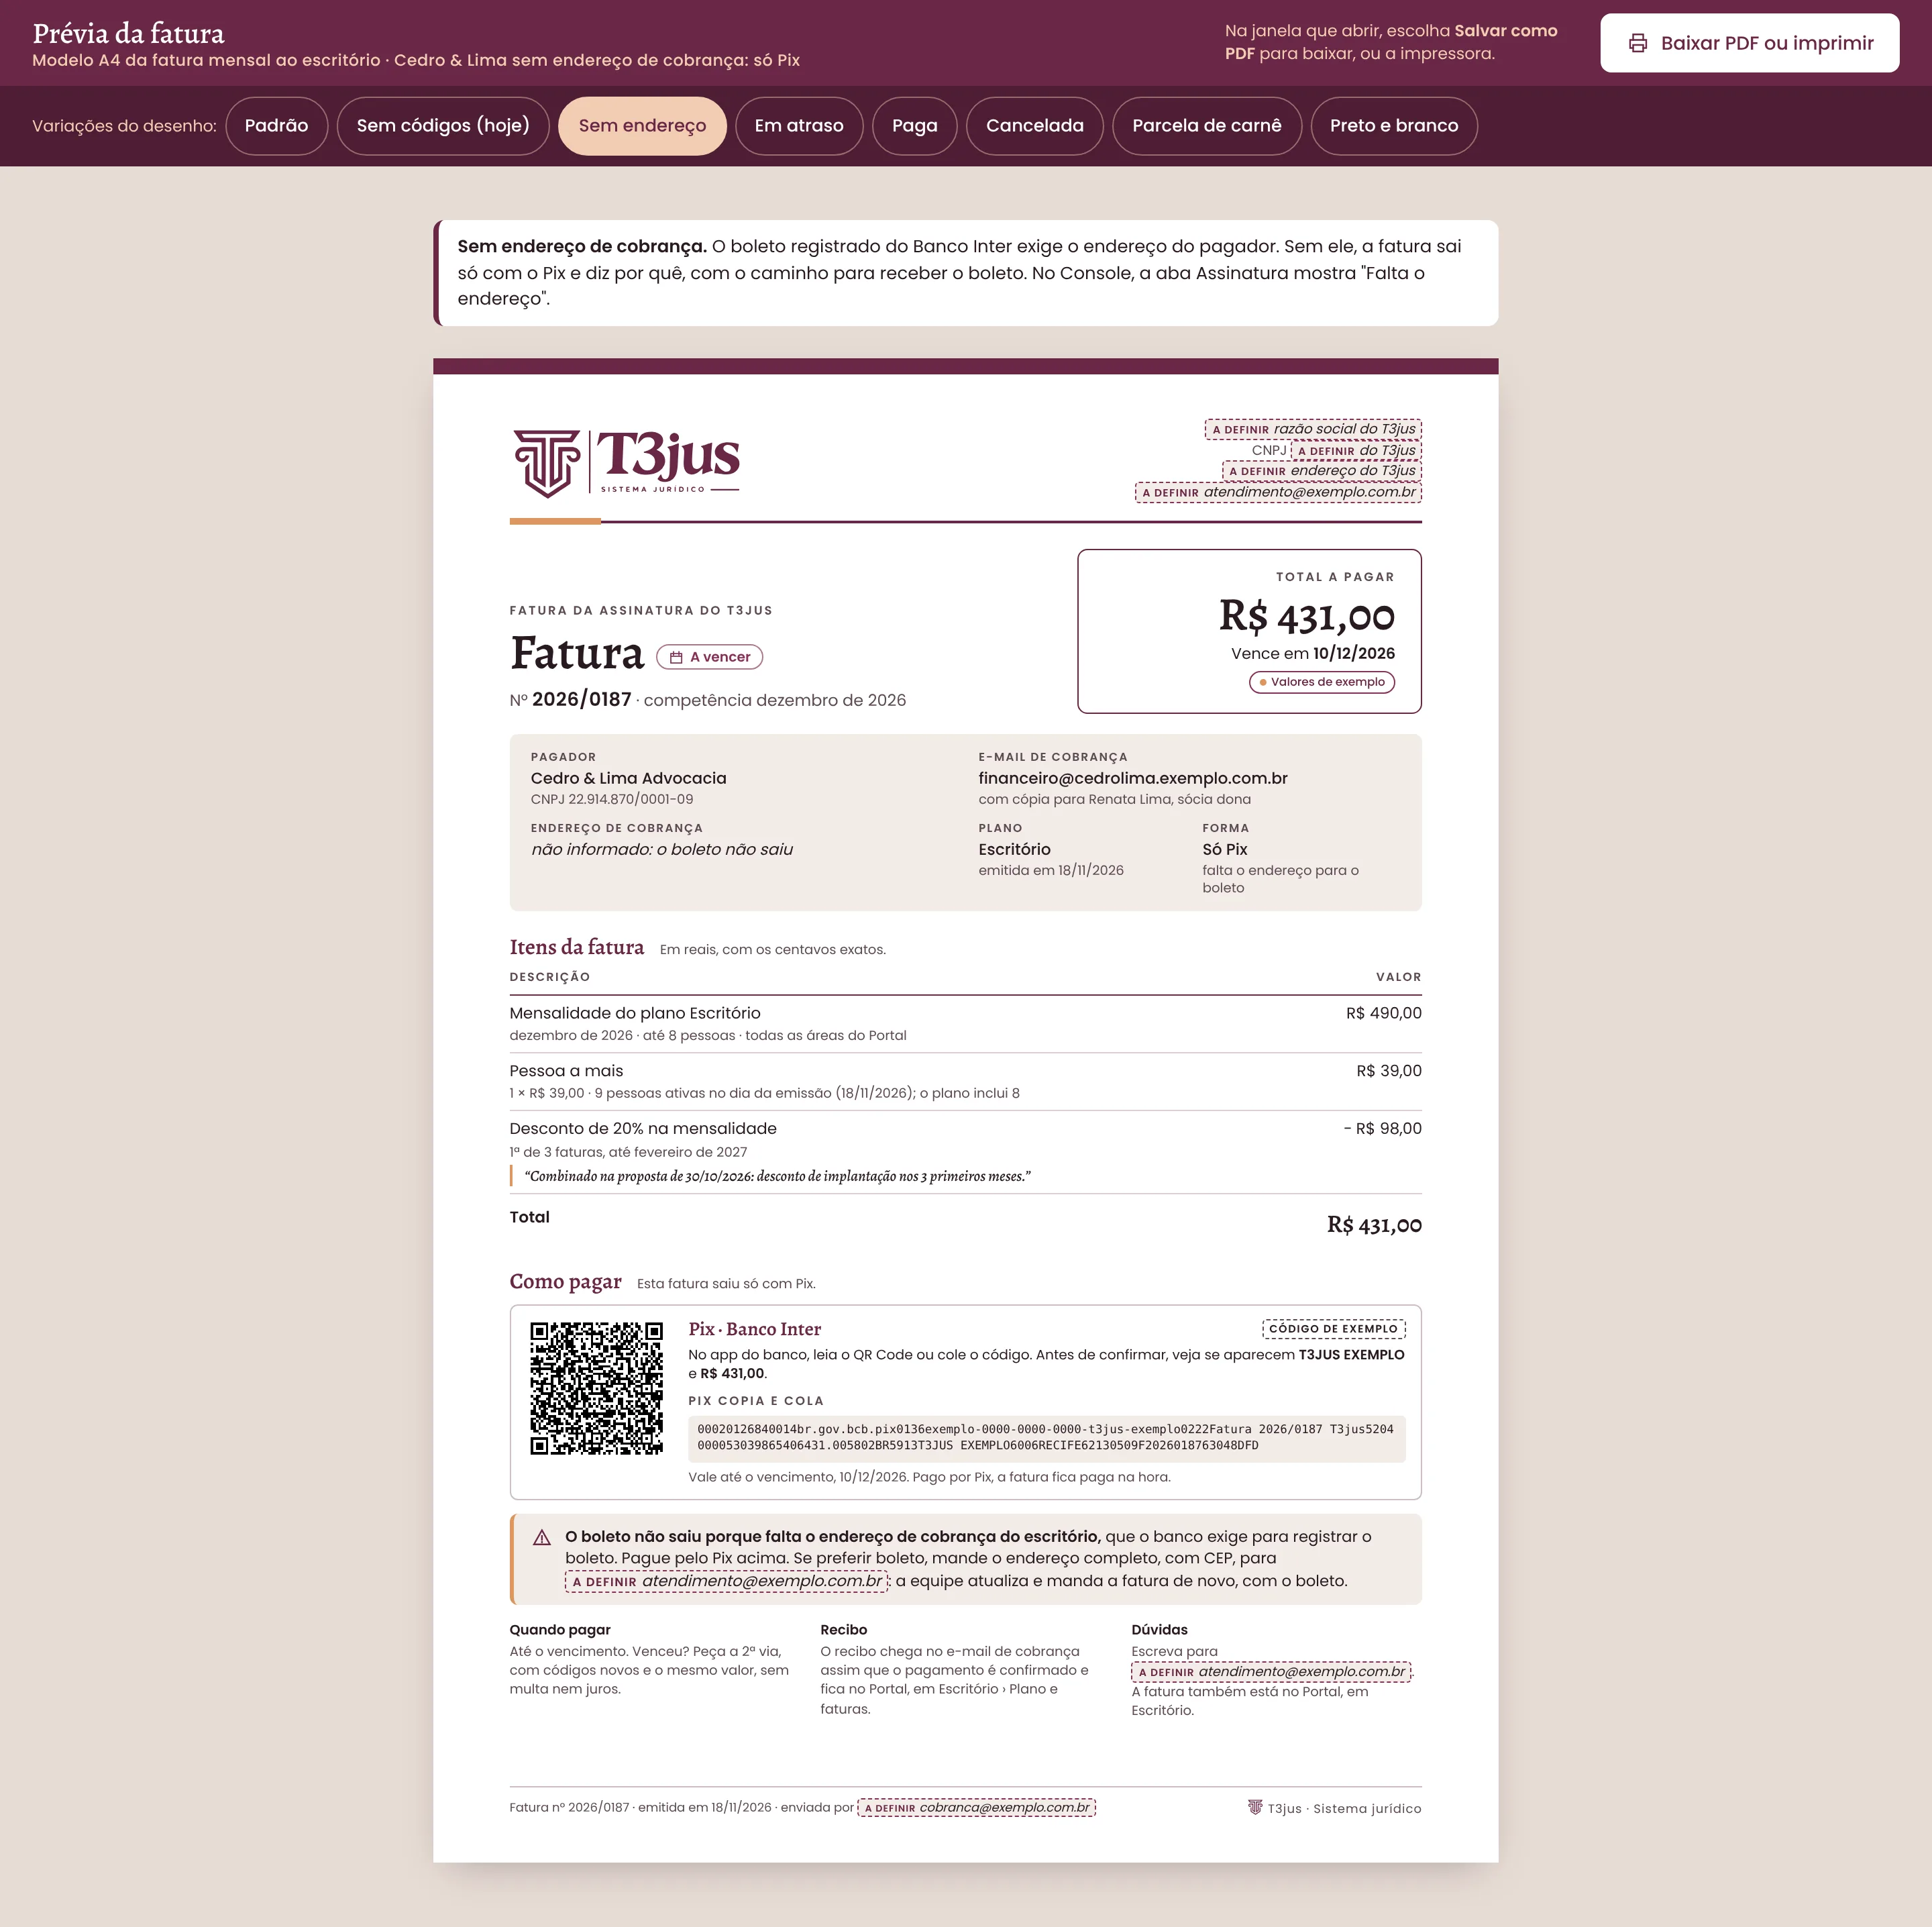 Prévia da fatura
Modelo A4 da fatura mensal ao escritório · Cedro & Lima sem endereço de cobrança: só Pix
Na janela que abrir, escolha Salvar como
PDF para baixar, ou a impressora.
Baixar PDF ou imprimir
Variações do desenho:
Padrão
Sem códigos (hoje)
Sem endereço
Em atraso
Paga
Cancelada
Parcela de carnê
Preto e branco
Sem endereço de cobrança. O boleto registrado do Banco Inter exige o endereço do pagador. Sem ele, a fatura sai
só com o Pix e diz por quê, com o caminho para receber o boleto. No Console, a aba Assinatura mostra "Falta o
endereço".
T3jus
SISTEMA JURÍDICO
A DEFINIR razão social do T3jus
CNPJ A DEFINIR do T3jus
A DEFINIR endereço do T3jus
A DEFINIR atendimento@exemplo.com.br
FATURA DA ASSINATURA DO T3JUS
Fatura
A vencer
Nº 2026/0187 · competência dezembro de 2026
TOTAL A PAGAR
R$ 431,00
Vence em 10/12/2026
Valores de exemplo
PAGADOR
Cedro & Lima Advocacia
CNPJ 22.914.870/0001-09
E-MAIL DE COBRANÇA
financeiro@cedrolima.exemplo.com.br
com cópia para Renata Lima, sócia dona
ENDEREÇO DE COBRANÇA
não informado: o boleto não saiu
PLANO
Escritório
emitida em 18/11/2026
FORMA
Só Pix
falta o endereço para o
boleto
Itens da fatura
Em reais, com os centavos exatos.
DESCRIÇÃO
VALOR
Mensalidade do plano Escritório
R$ 490,00
dezembro de 2026 · até 8 pessoas · todas as áreas do Portal
Pessoa a mais
R$ 39,00
1 × R$ 39,00 · 9 pessoas ativas no dia da emissão (18/11/2026); o plano inclui 8
Desconto de 20% na mensalidade
- R$ 98,00
1ª de 3 faturas, até fevereiro de 2027
“Combinado na proposta de 30/10/2026: desconto de implantação nos 3 primeiros meses.”
Total
R$ 431,00
Como pagar
Esta fatura saiu só com Pix.
Pix · Banco Inter
CÓDIGO DE EXEMPLO
No app do banco, leia o QR Code ou cole o código. Antes de confirmar, veja se aparecem T3JUS EXEMPLO
e R$ 431,00.
PIX COPIA E COLA
00020126840014br.gov.bcb.pix0136exemplo-0000-0000-0000-t3jus-exemplo0222Fatura 2026/0187 T3jus5204
000053039865406431.005802BR5913T3JUS EXEMPLO6006RECIFE62130509F2026018763048DFD
Vale até o vencimento, 10/12/2026. Pago por Pix, a fatura fica paga na hora.
O boleto não saiu porque falta o endereço de cobrança do escritório, que o banco exige para registrar o
boleto. Pague pelo Pix acima. Se preferir boleto, mande o endereço completo, com CEP, para
A DEFINIR atendimento@exemplo.com.br: a equipe atualiza e manda a fatura de novo, com o boleto.
Quando pagar
Até o vencimento. Venceu? Peça a 2ª via,
com códigos novos e o mesmo valor, sem
multa nem juros.
Recibo
O recibo chega no e-mail de cobrança
assim que o pagamento é confirmado e
fica no Portal, em Escritório › Plano e
faturas.
Dúvidas
Escreva para
A DEFINIR atendimento@exemplo.com.br.
A fatura também está no Portal, em
Escritório.
Fatura nº 2026/0187 · emitida em 18/11/2026 · enviada por A DEFINIR cobranca@exemplo.com.br
T3jus · Sistema jurídico